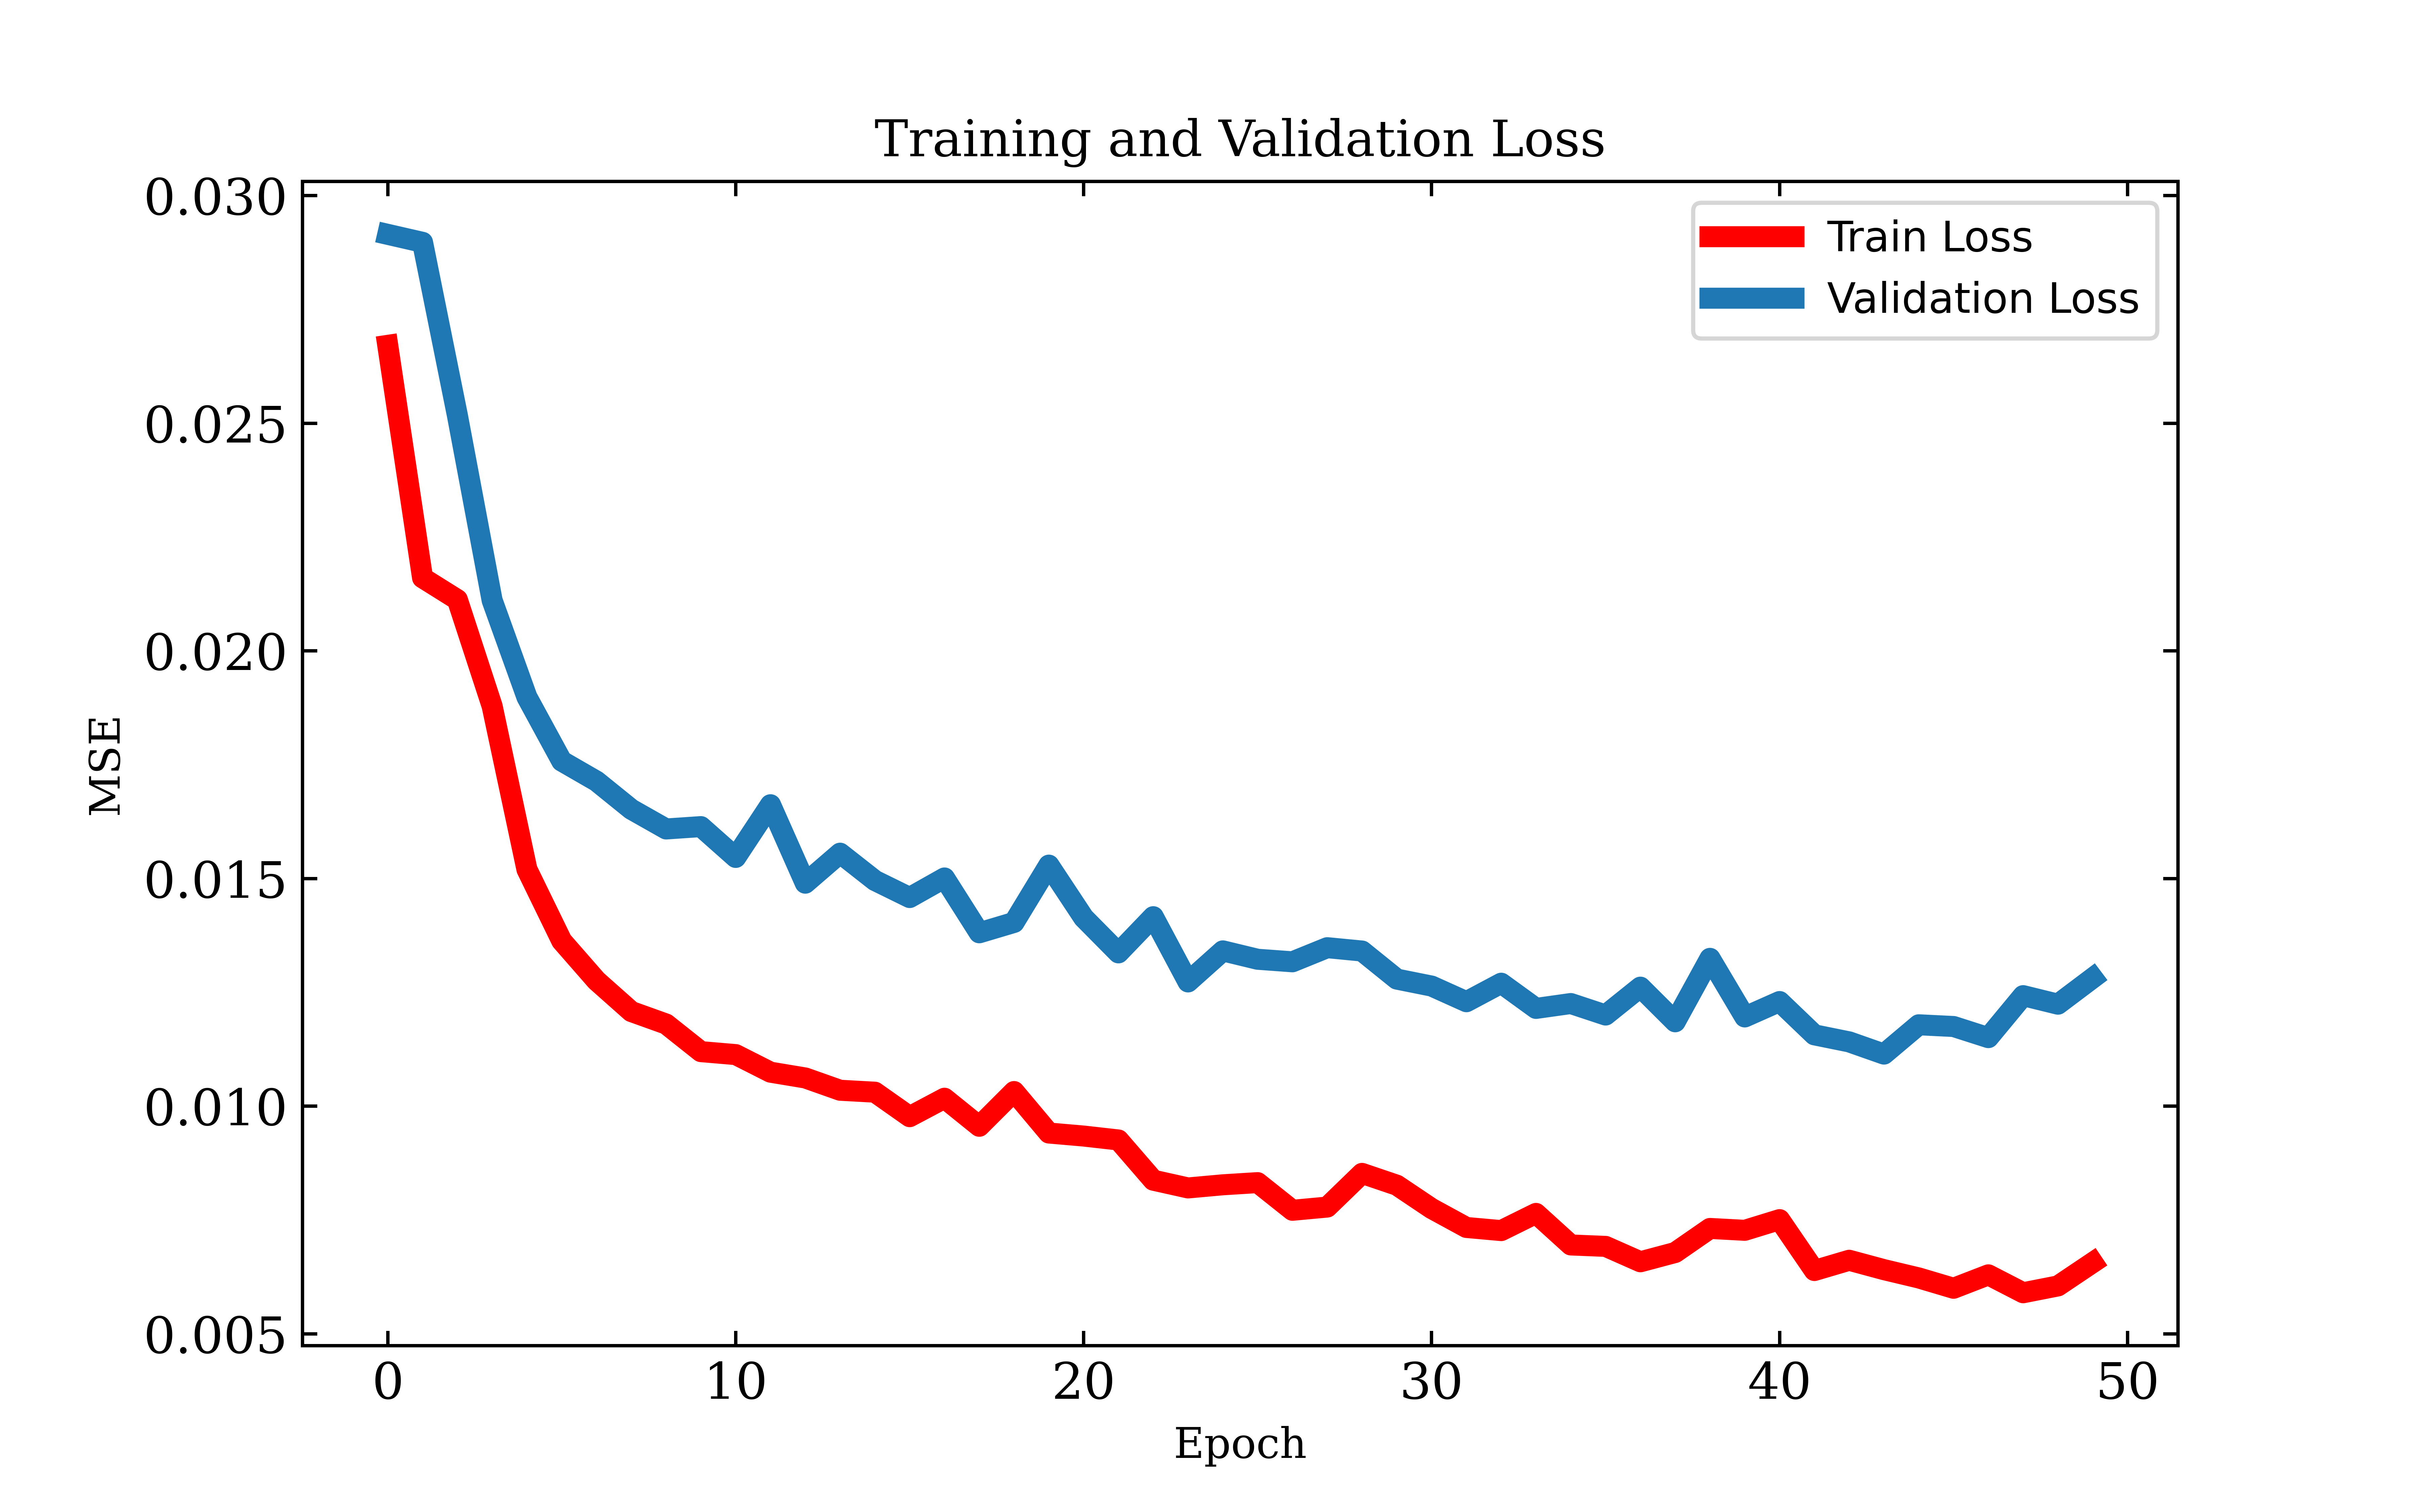 Training and Validation Loss
Train Loss
Validation Loss
0.030
0.025
0.020
0.015
0.010
0.005
MSE
0 10 20 30 40 50
Epoch